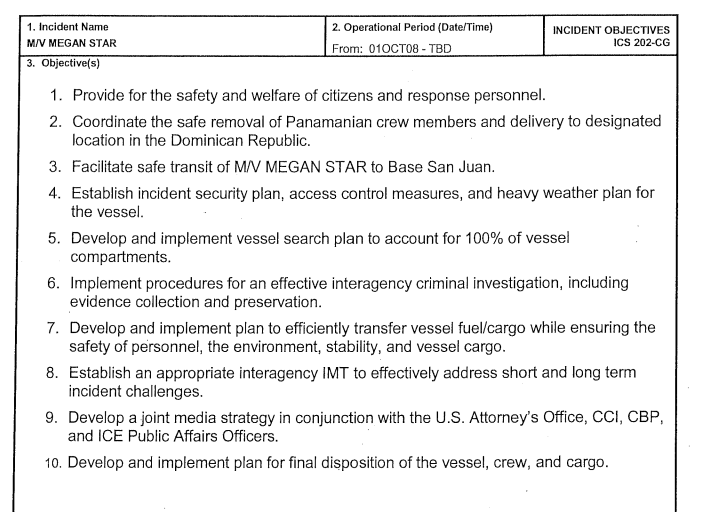 1. Incident Name
M/V MEGAN STAR
2. Operational Period (Date/Time)
From: 01OCT08 - TBD
INCIDENT OBJECTIVES
ICS 202-CG
3. Objective(s)
1. Provide for the safety and welfare of citizens and response personnel.
2. Coordinate the safe removal of Panamanian crew members and delivery to designated
location in the Dominican Republic.
3. Facilitate safe transit of M/V MEGAN STAR to Base San Juan.
4. Establish incident security plan, access control measures, and heavy weather plan for
the vessel.
5. Develop and implement vessel search plan to account for 100% of vessel
compartments.
6. Implement procedures for an effective interagency criminal investigation, including
evidence collection and preservation.
7. Develop and implement plan to efficiently transfer vessel fuel/cargo while ensuring the
safety of personnel, the environment, stability, and vessel cargo.
8. Establish an appropriate interagency IMT to effectively address short and long term
incident challenges.
9. Develop a joint media strategy in conjunction with the U.S. Attorney's Office, CCI, CBP,
and ICE Public Affairs Officers.
10. Develop and implement plan for final disposition of the vessel, crew, and cargo.